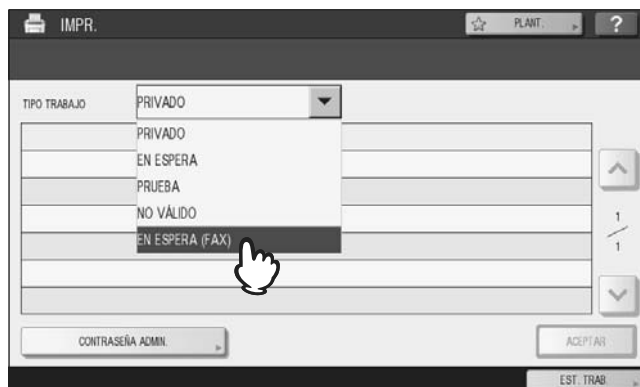 IMPR.
PLANT.
?
TIPO TRABAJO
PRIVADO
PRIVADO
EN ESPERA
PRUEBA
NO VÁLIDO
EN ESPERA (FAX)
1
1
CONTRASEÑA ADMIN.
ACEPTAR
EST. TRAB.